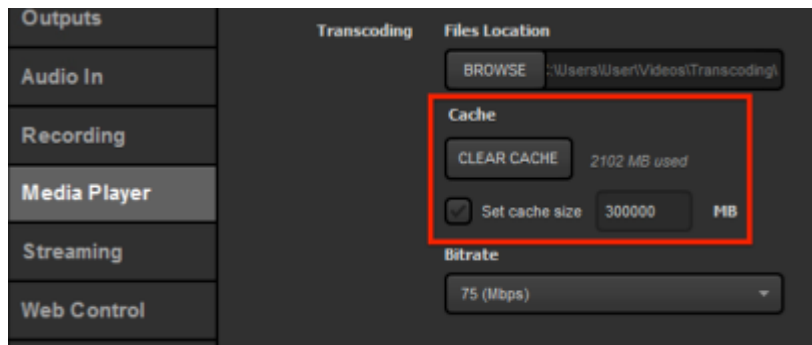 Outputs
Audio In
Recording
Media Player
Streaming
Web Control
Transcoding
Files Location
BROWSE :\Users\User\Videos\Transcoding\
Cache
CLEAR CACHE 2102 MB used
Set cache size 300000 MB
Bitrate
75 (Mbps)